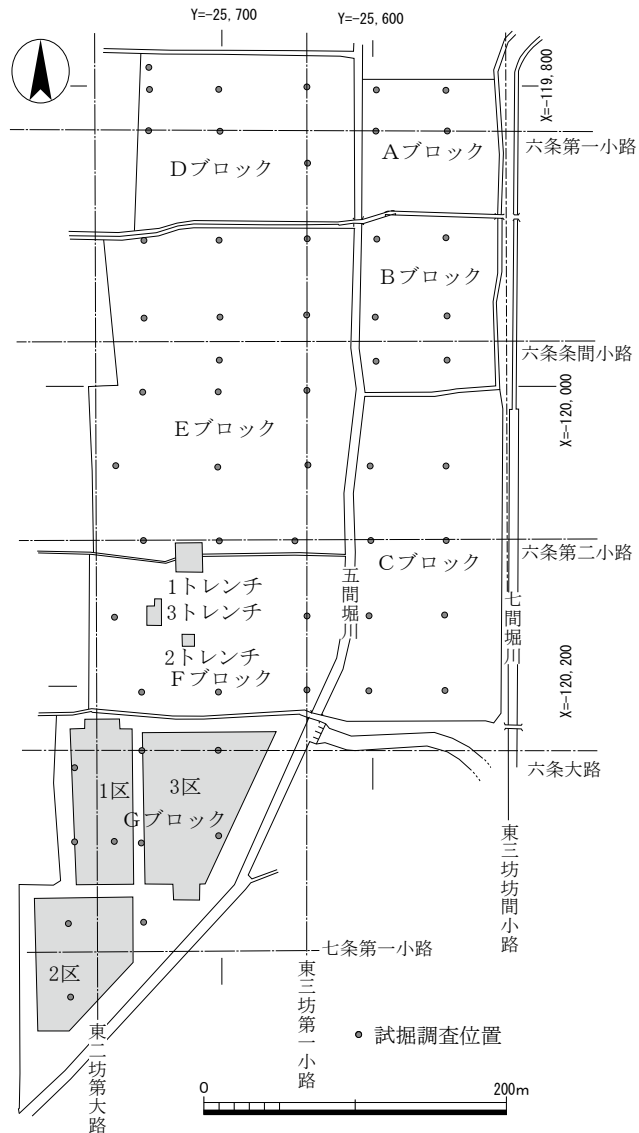 Y=-25,700
Y=-25,600
X=-119,800
六条第一小路
Aブロック
Dブロック
Bブロック
六条条間小路
X=-120,000
Eブロック
六条第二小路
Cブロック
1トレンチ
3トレンチ
2トレンチ
Fブロック
五間堀川
七間堀川
X=-120,200
六条大路
1区
3区
Gブロック
東三坊坊間小路
七条第一小路
2区
東三坊第一小路
東二坊第大路
試掘調査位置
0
200m